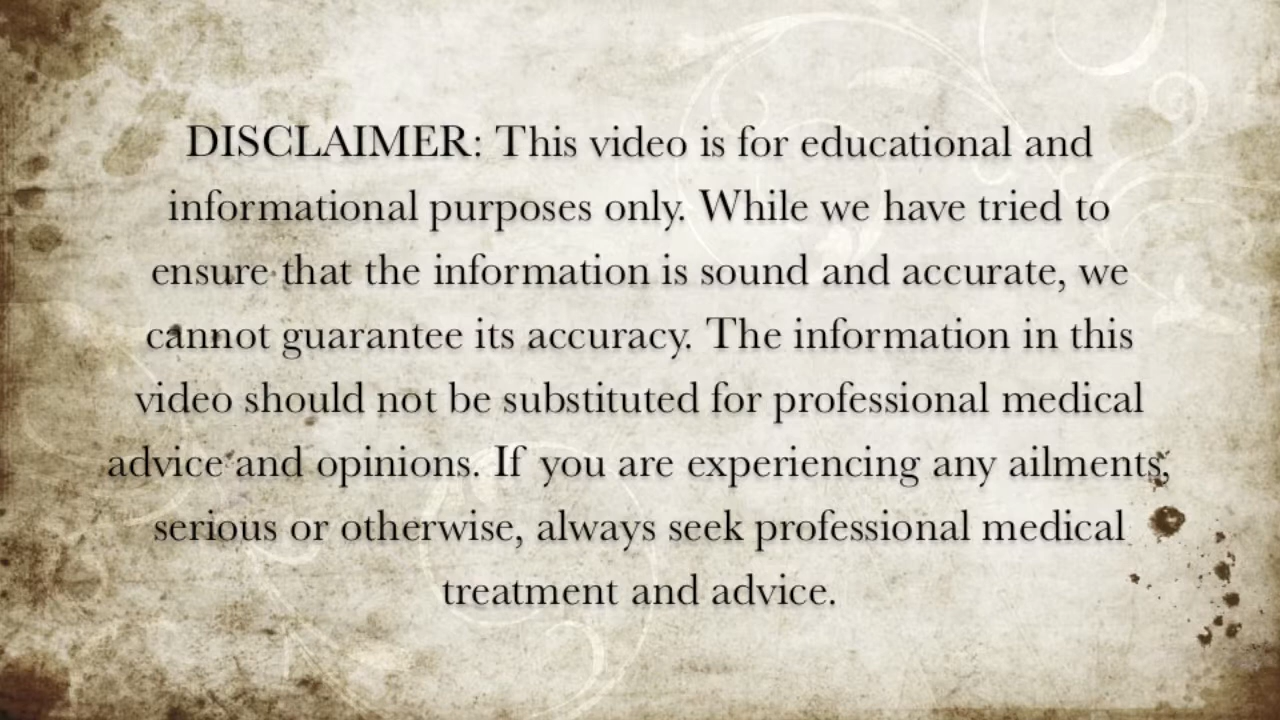 DISCLAIMER: This video is for educational and
informational purposes only. While we have tried to
ensure that the information is sound and accurate, we
cannot guarantee its accuracy. The information in this
video should not be substituted for professional medical
advice and opinions. If you are experiencing any ailments,
serious or otherwise, always seek professional medical
treatment and advice.